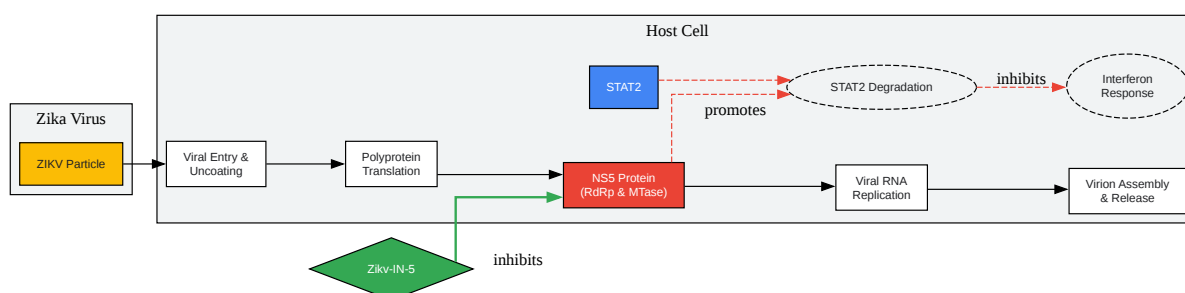 Host Cell
STAT2
STAT2 Degradation
inhibits
Interferon
Response
promotes
Zika Virus
ZIKV Particle
Viral Entry &
Uncoating
Polyprotein
Translation
NS5 Protein
(RdRp & MTase)
Viral RNA
Replication
Virion Assembly
& Release
Zikv-IN-5
inhibits